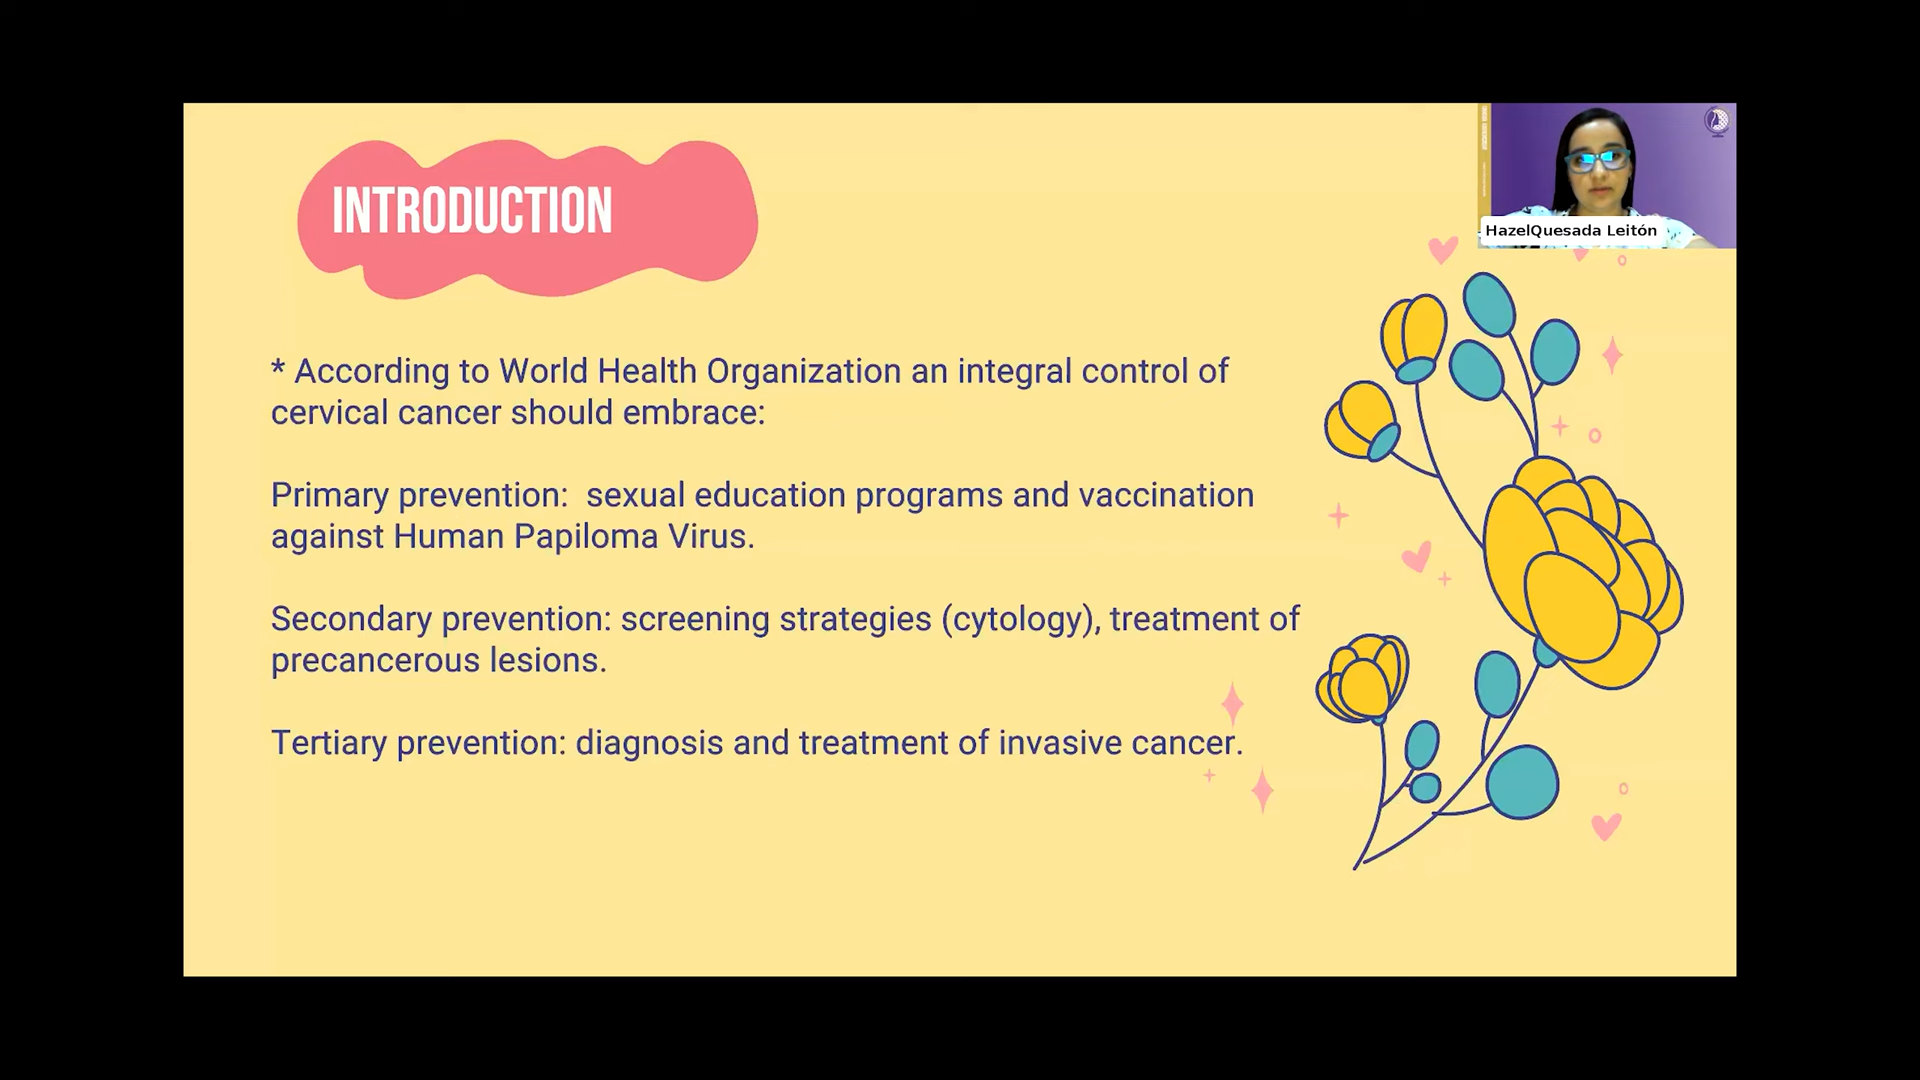 INTRODUCTION
HazelQuesada Leitón
* According to World Health Organization an integral control of
cervical cancer should embrace:
Primary prevention:  sexual education programs and vaccination
against Human Papiloma Virus.
Secondary prevention: screening strategies (cytology), treatment of
precancerous lesions.
Tertiary prevention: diagnosis and treatment of invasive cancer.